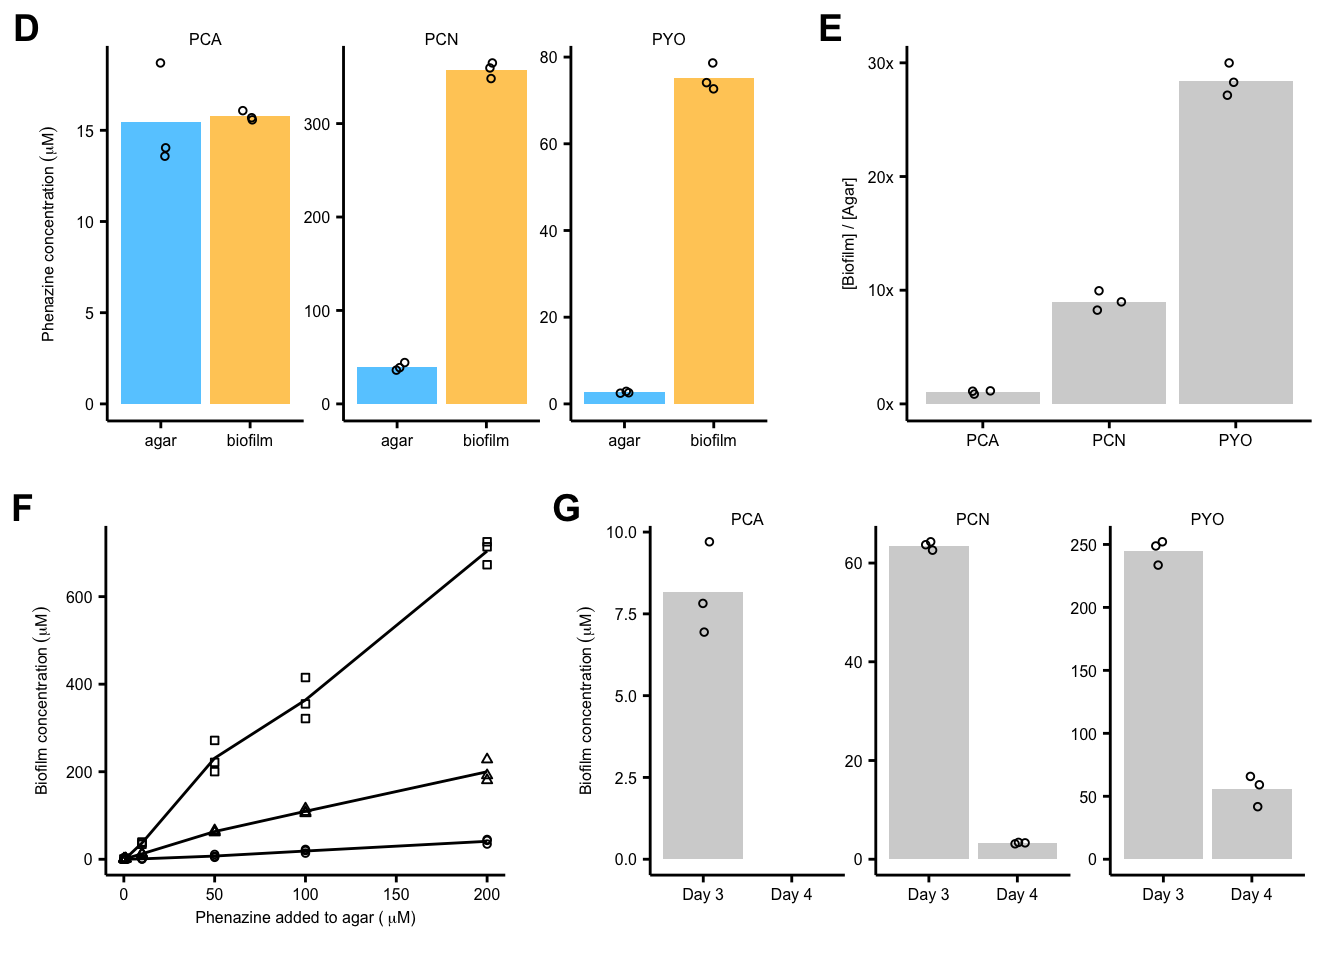 D
PCA
PCN
PYO
Phenazine concentration (μM)
15
10
5
0
agar
biofilm
300
200
100
0
agar
biofilm
80
60
40
20
0
agar
biofilm
E
[Biofilm] / [Agar]
30x
20x
10x
0x
PCA
PCN
PYO
F
Biofilm concentration (μM)
600
400
200
0
0
50
100
150
200
Phenazine added to agar ( μM)
G
PCA
PCN
PYO
Biofilm concentration (μM)
10.0
7.5
5.0
2.5
0.0
Day 3
Day 4
60
40
20
0
Day 3
Day 4
250
200
150
100
50
0
Day 3
Day 4